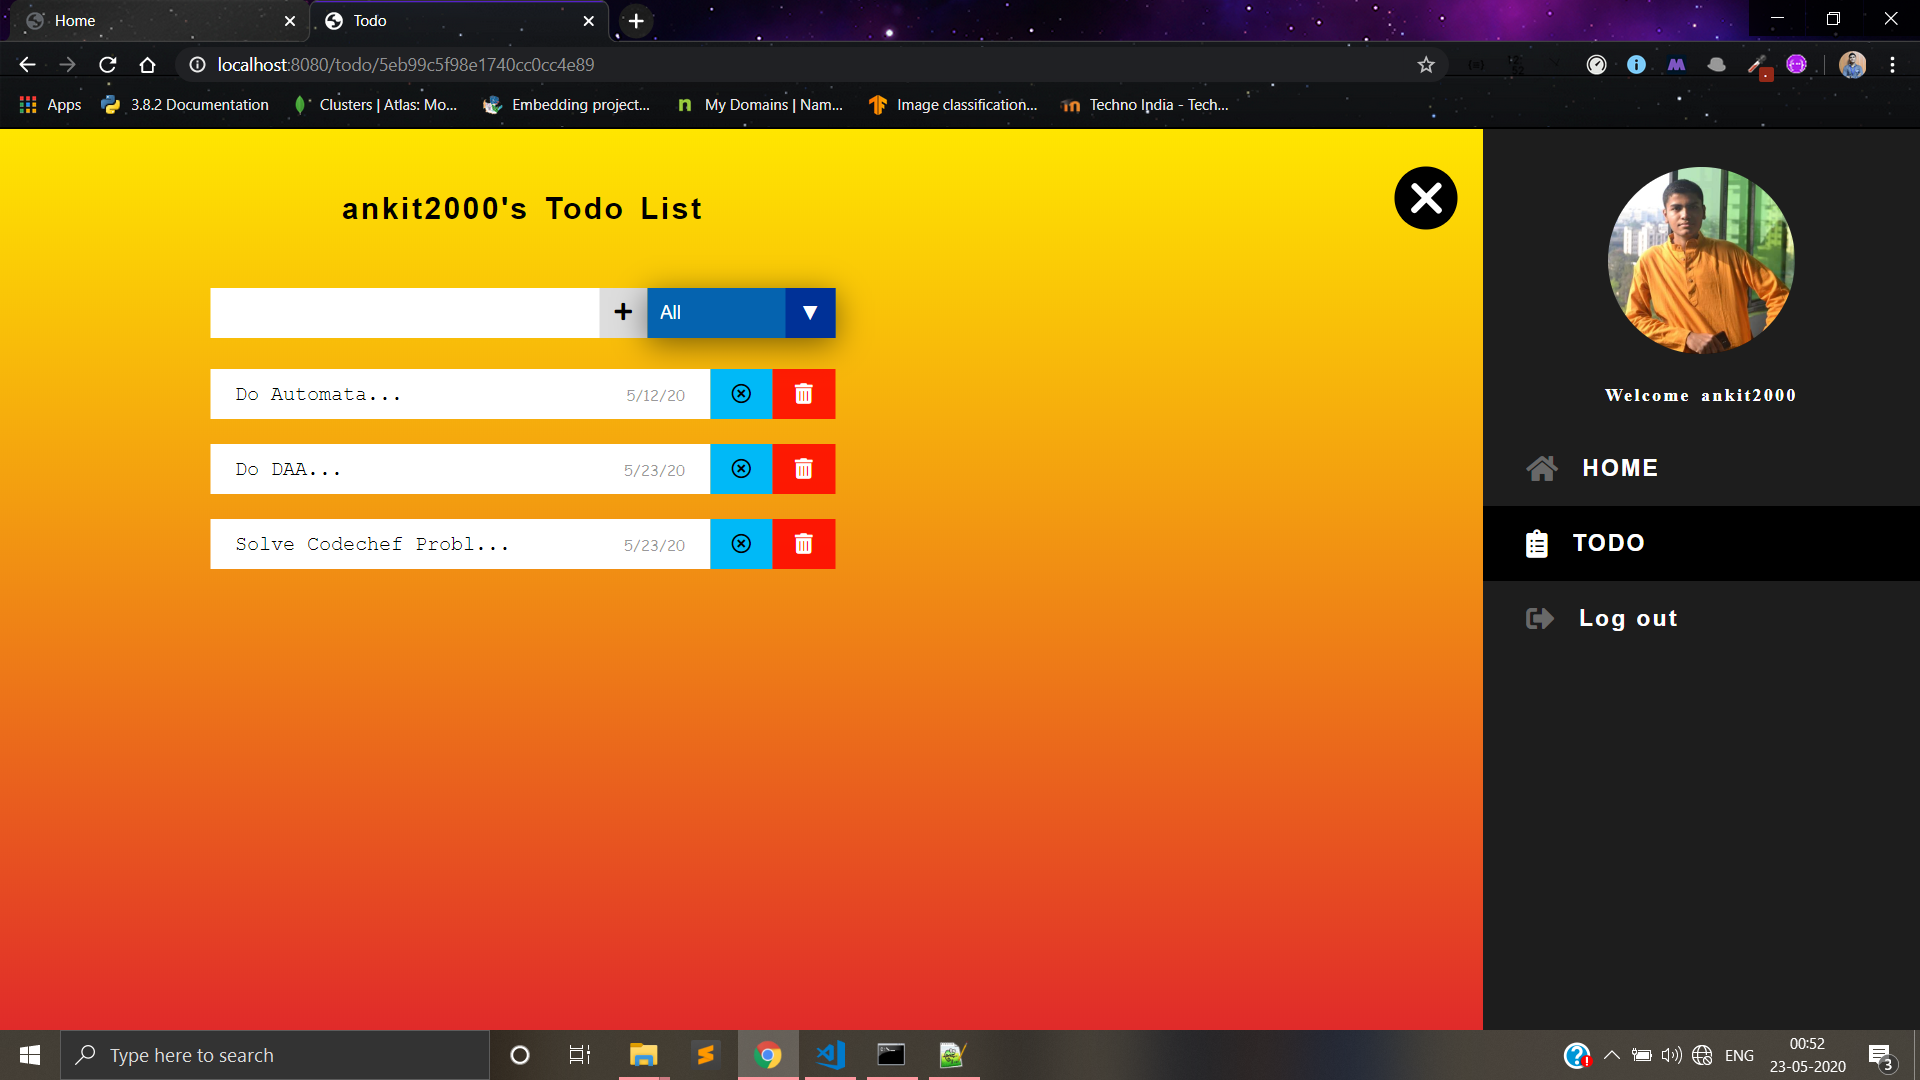 Home
Todo
localhost:8080/todo/5eb99c5f98e1740cc0cc4e89
Apps
3.8.2 Documentation
Clusters | Atlas: Mo...
Embedding project...
My Domains | Nam...
Image classification...
Techno India - Tech...
ankit2000's Todo List
All
Do Automata...
5/12/20
Do DAA...
5/23/20
Solve Codechef Probl...
5/23/20
Welcome ankit2000
HOME
TODO
Log out
Type here to search
ENG
00:52
23-05-2020
3